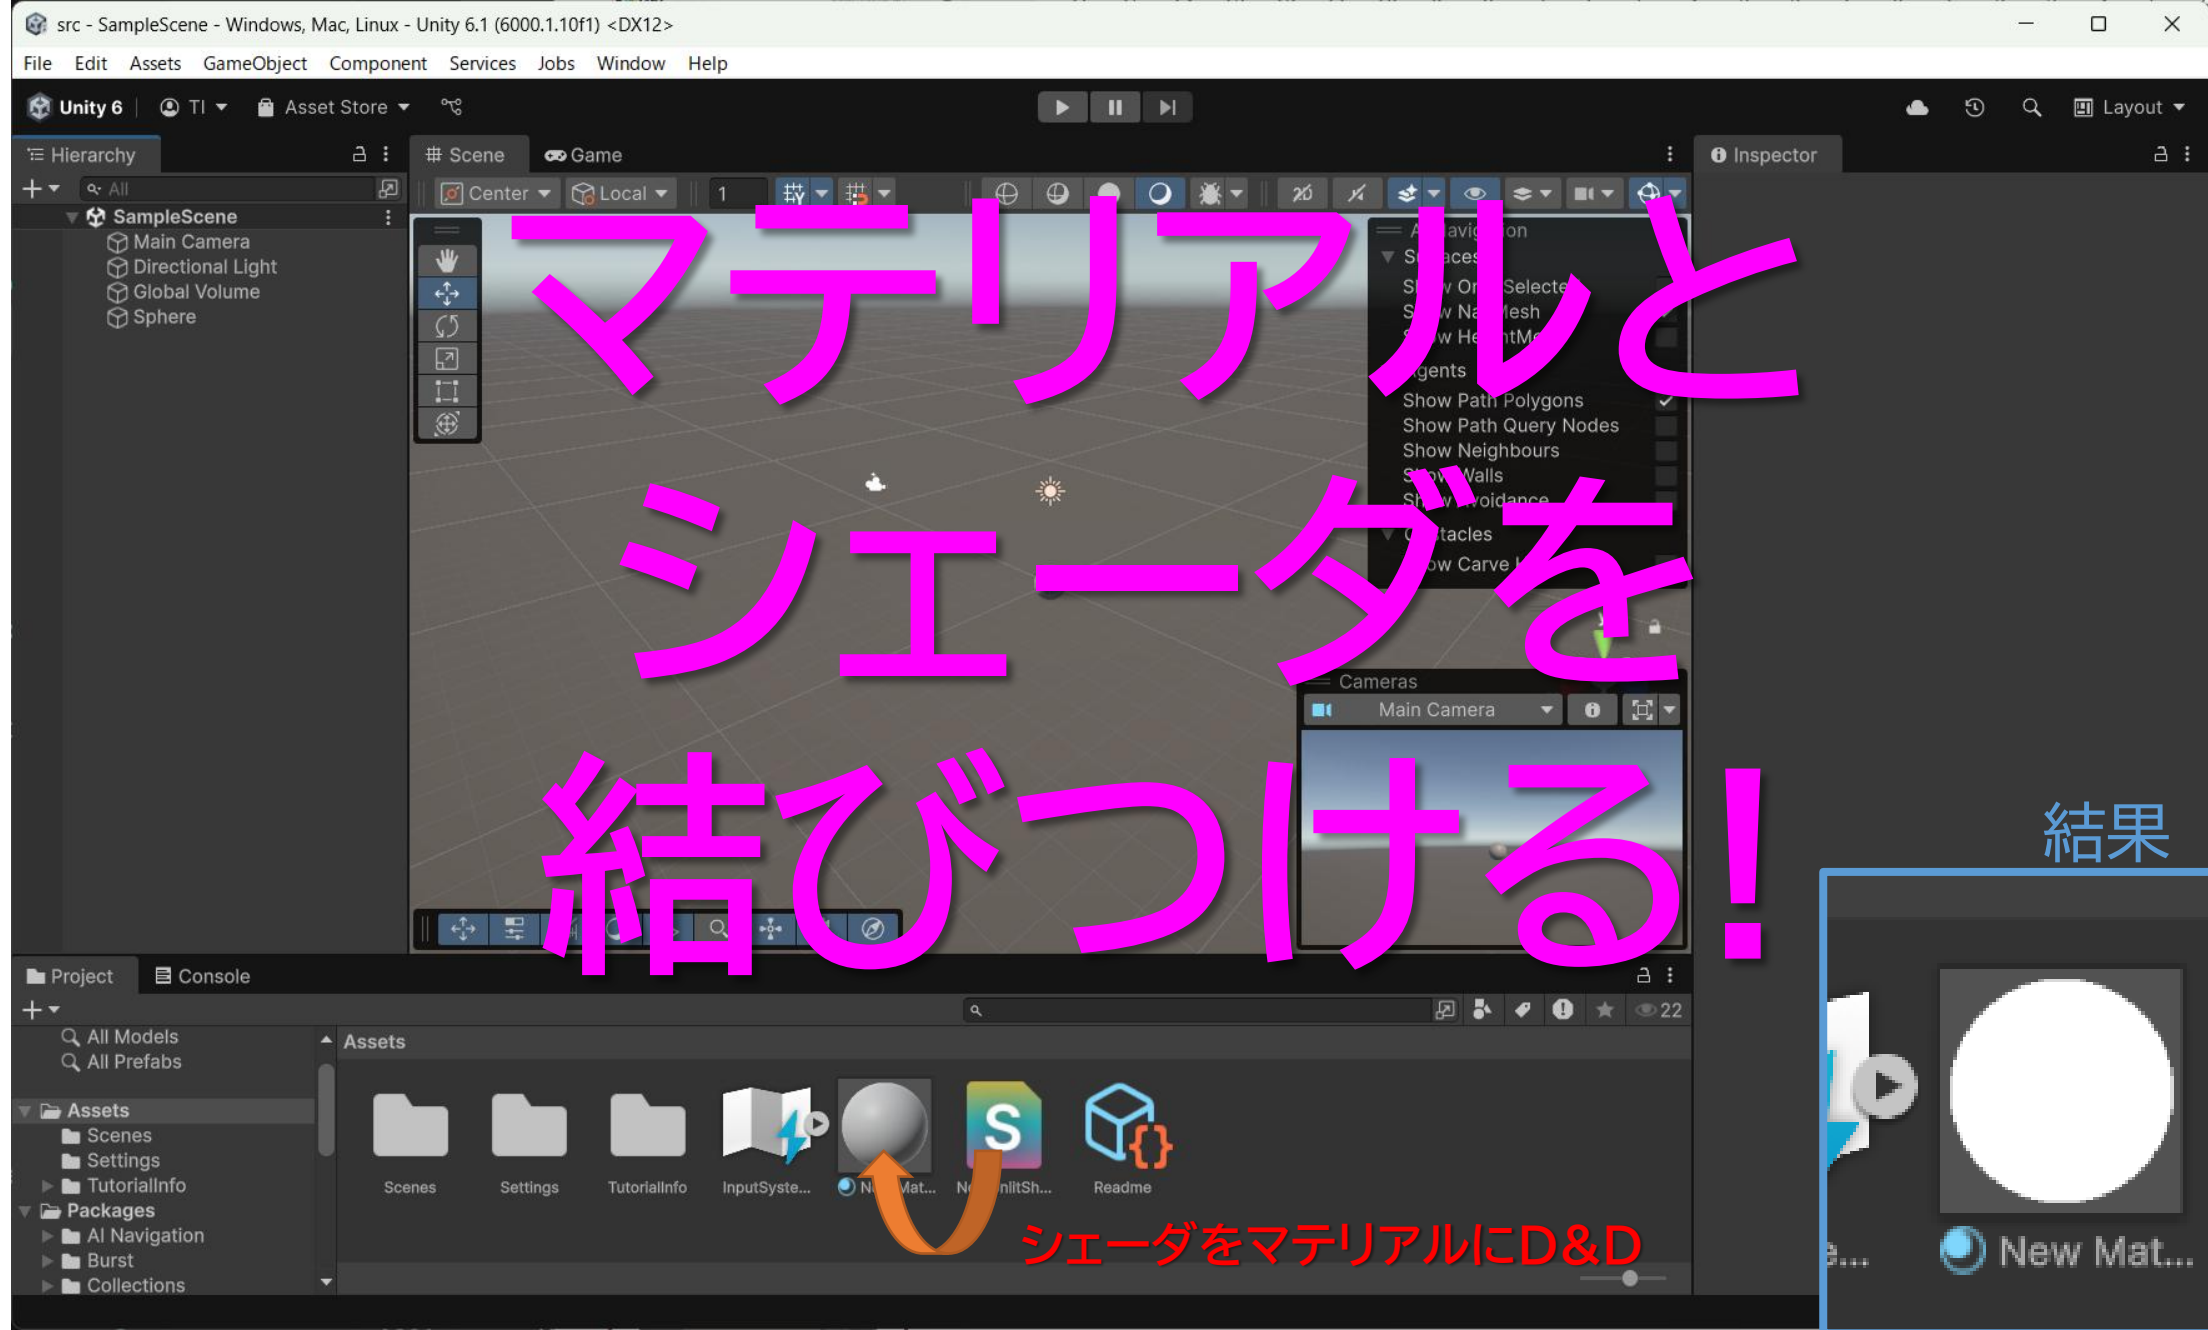 src - SampleScene - Windows, Mac, Linux - Unity 6.1 (6000.1.10f1) <DX12>
File Edit Assets GameObject Component Services Jobs Window Help
Unity 6 TI Asset Store Layout
Hierarchy
Scene Game
Inspector
All
Center Local 1
SampleScene
Main Camera
Directional Light
Global Volume
Sphere
マテリアルと
シェーダを
結びつける!
Show Path Polygons
Show Path Query Nodes
Show Neighbours
Cameras
Main Camera
結果
Project Console
22
All Models
All Prefabs
Assets
Assets
Scenes
Settings
TutorialInfo
Packages
AI Navigation
Burst
Collections
Scenes Settings TutorialInfo InputSyste... Readme
シェーダをマテリアルにD&D
New Mat...